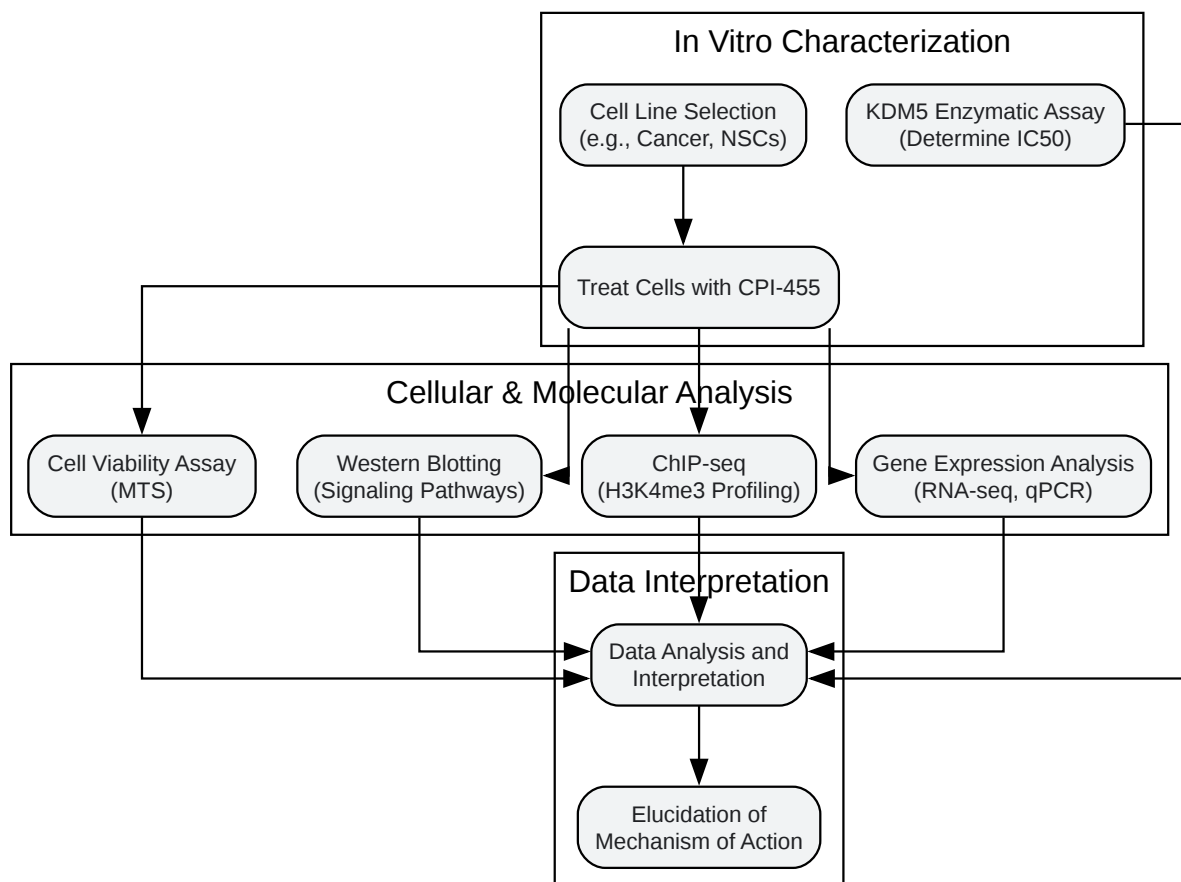 In Vitro Characterization
Cell Line Selection
(e.g., Cancer, NSCs)
KDM5 Enzymatic Assay
(Determine IC50)
Treat Cells with CPI-455
Cellular & Molecular Analysis
Cell Viability Assay
(MTS)
Western Blotting
(Signaling Pathways)
ChIP-seq
(H3K4me3 Profiling)
Gene Expression Analysis
(RNA-seq, qPCR)
Data Interpretation
Data Analysis and
Interpretation
Elucidation of
Mechanism of Action